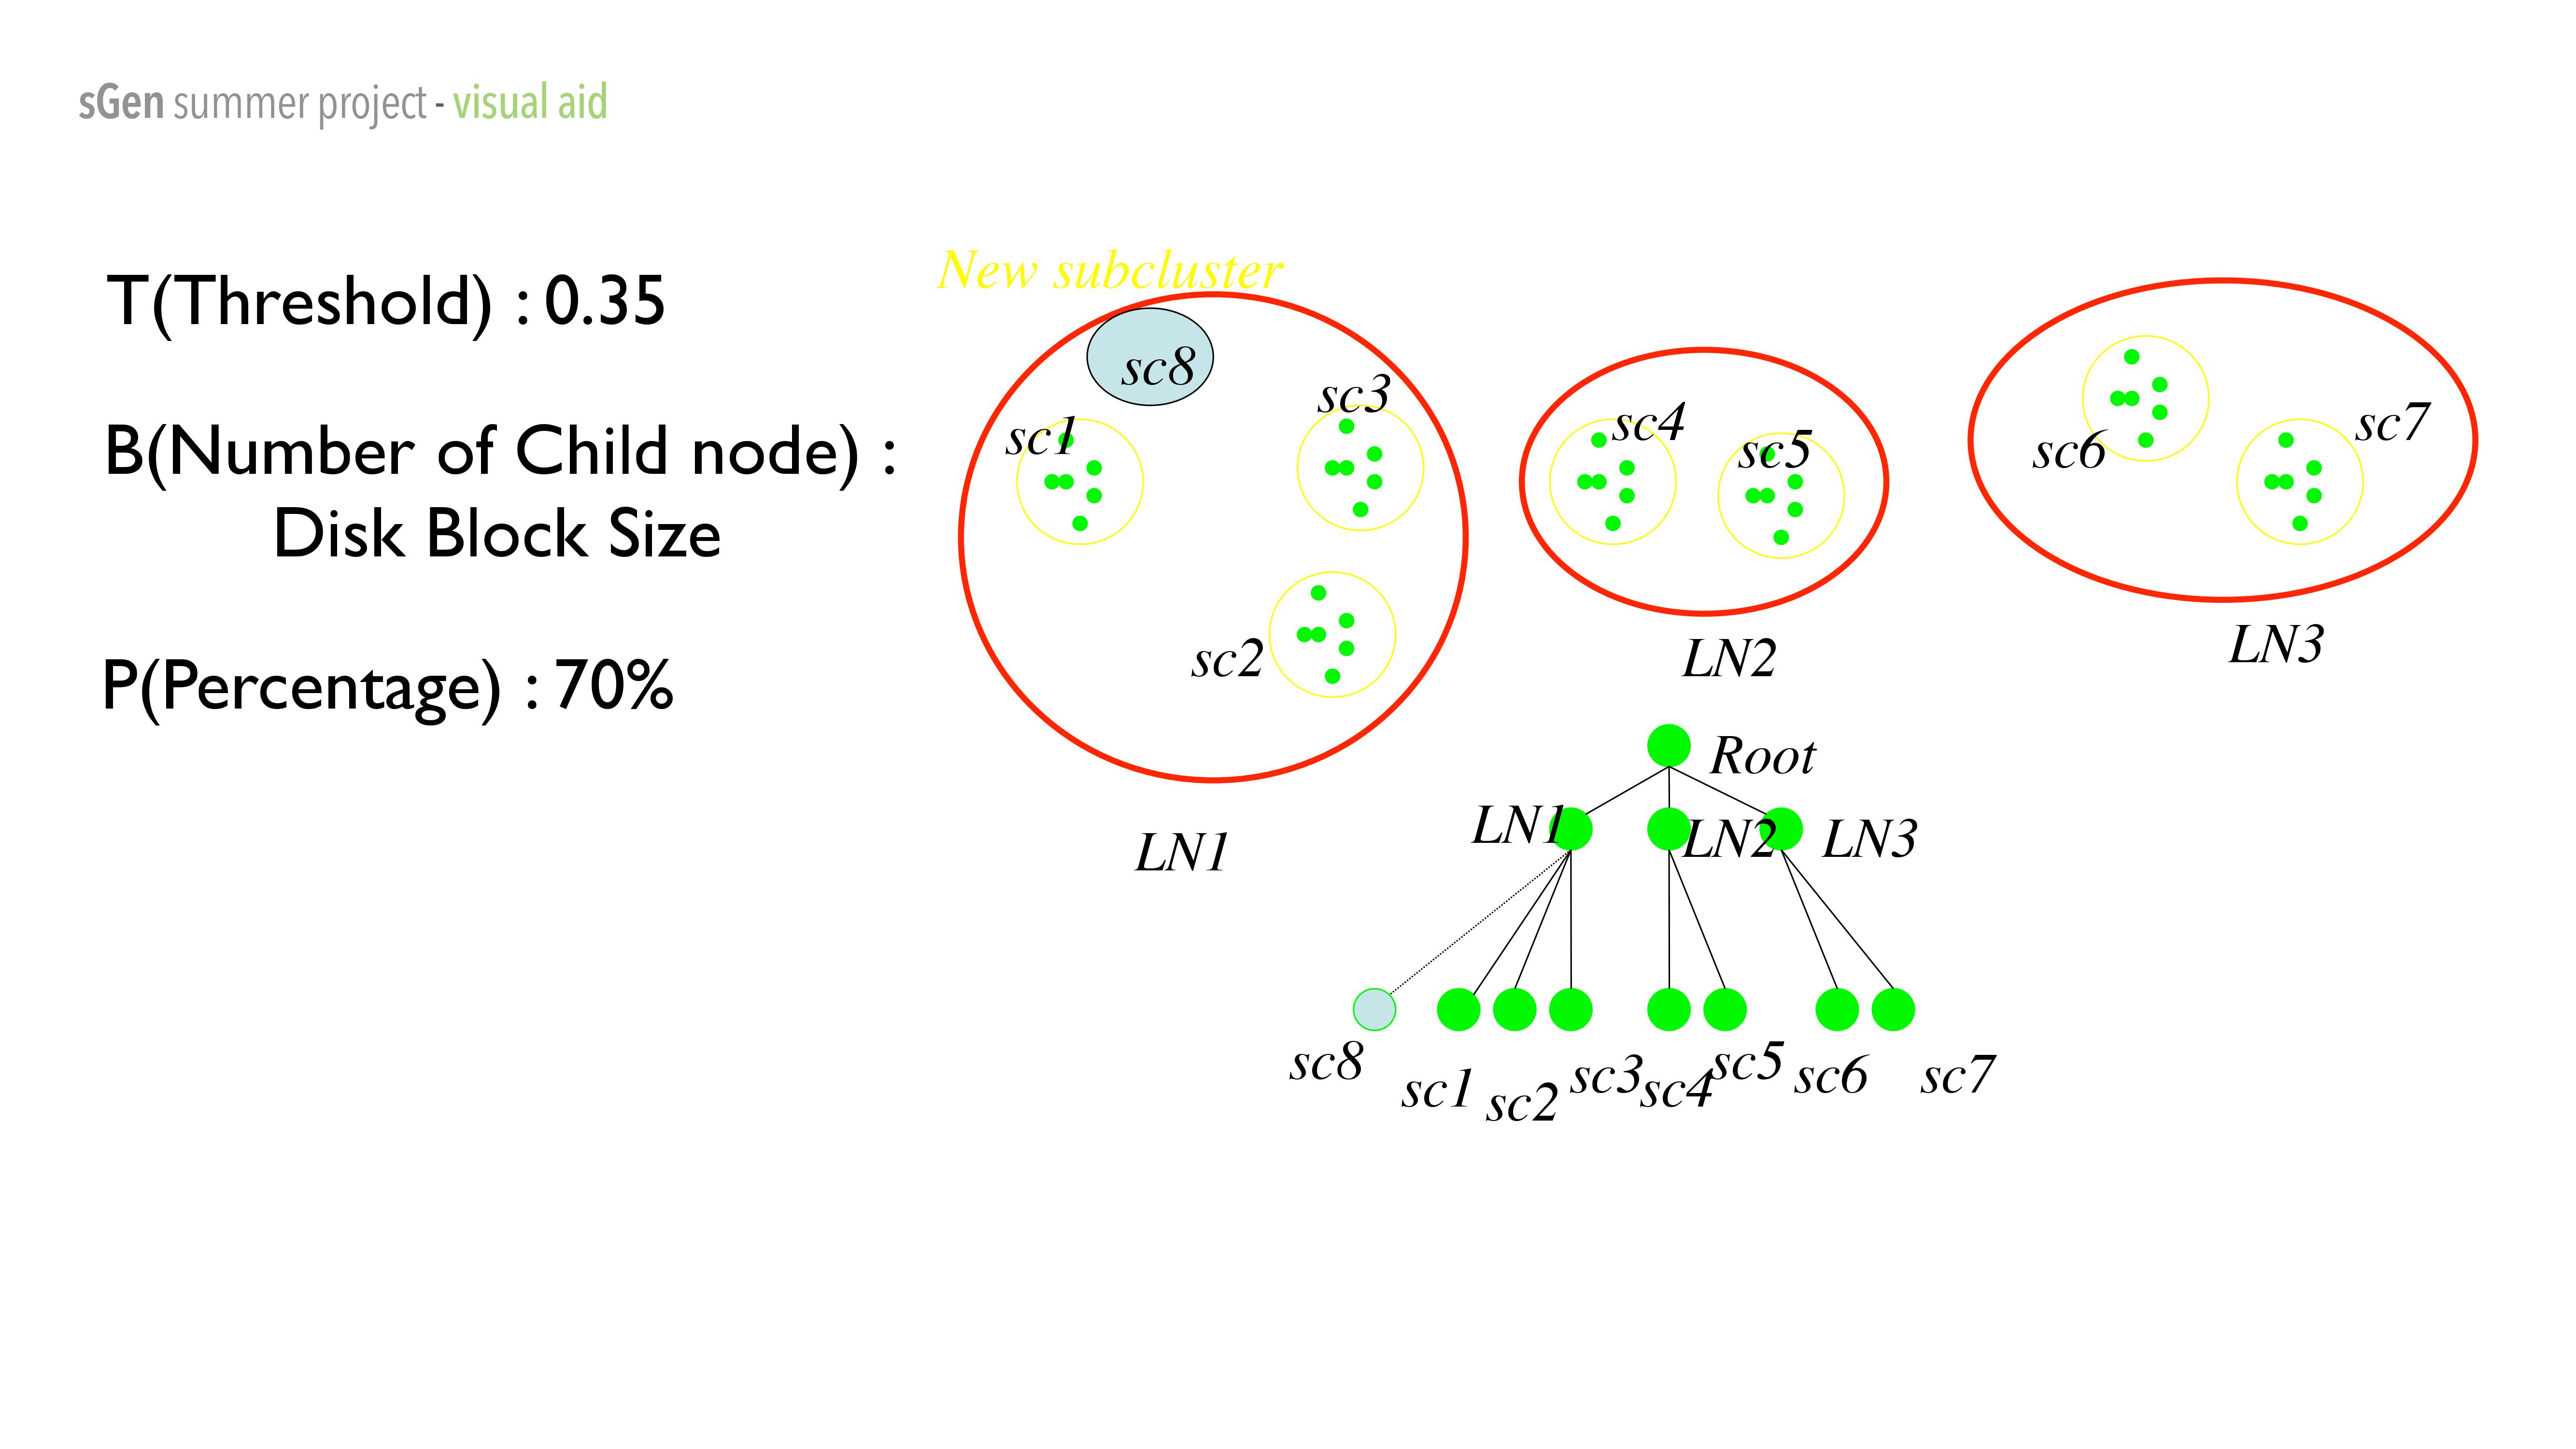 sGen summer project - visual aid
T(Threshold) : 0.35
B(Number of Child node) :
Disk Block Size
P(Percentage) : 70%
New subcluster
sc8
sc3
sc1
sc2
LN1
sc4
sc5
LN2
sc6
sc7
LN3
Root
LN1
LN2
LN3
sc8
sc1
sc2
sc3
sc4
sc5
sc6
sc7